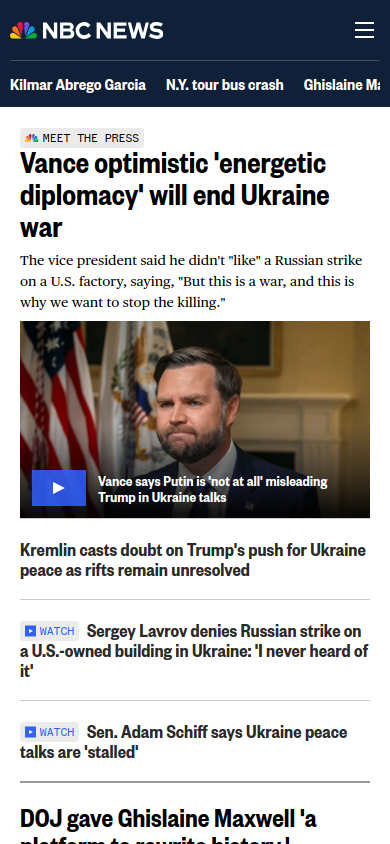 NBC NEWS
Kilmar Abrego Garcia N.Y. tour bus crash Ghislaine
MEET THE PRESS
Vance optimistic 'energetic
diplomacy' will end Ukraine
war
The vice president said he didn't "like" a Russian strike
on a U.S. factory, saying, "But this is a war, and this is
why we want to stop the killing."
Vance says Putin is 'not at all' misleading
Trump in Ukraine talks
Kremlin casts doubt on Trump's push for Ukraine
peace as rifts remain unresolved
WATCH Sergey Lavrov denies Russian strike on
a U.S.-owned building in Ukraine: 'I never heard of
it'
WATCH Sen. Adam Schiff says Ukraine peace
talks are 'stalled'
DOJ gave Ghislaine Maxwell 'a
platform to rewrite history,'